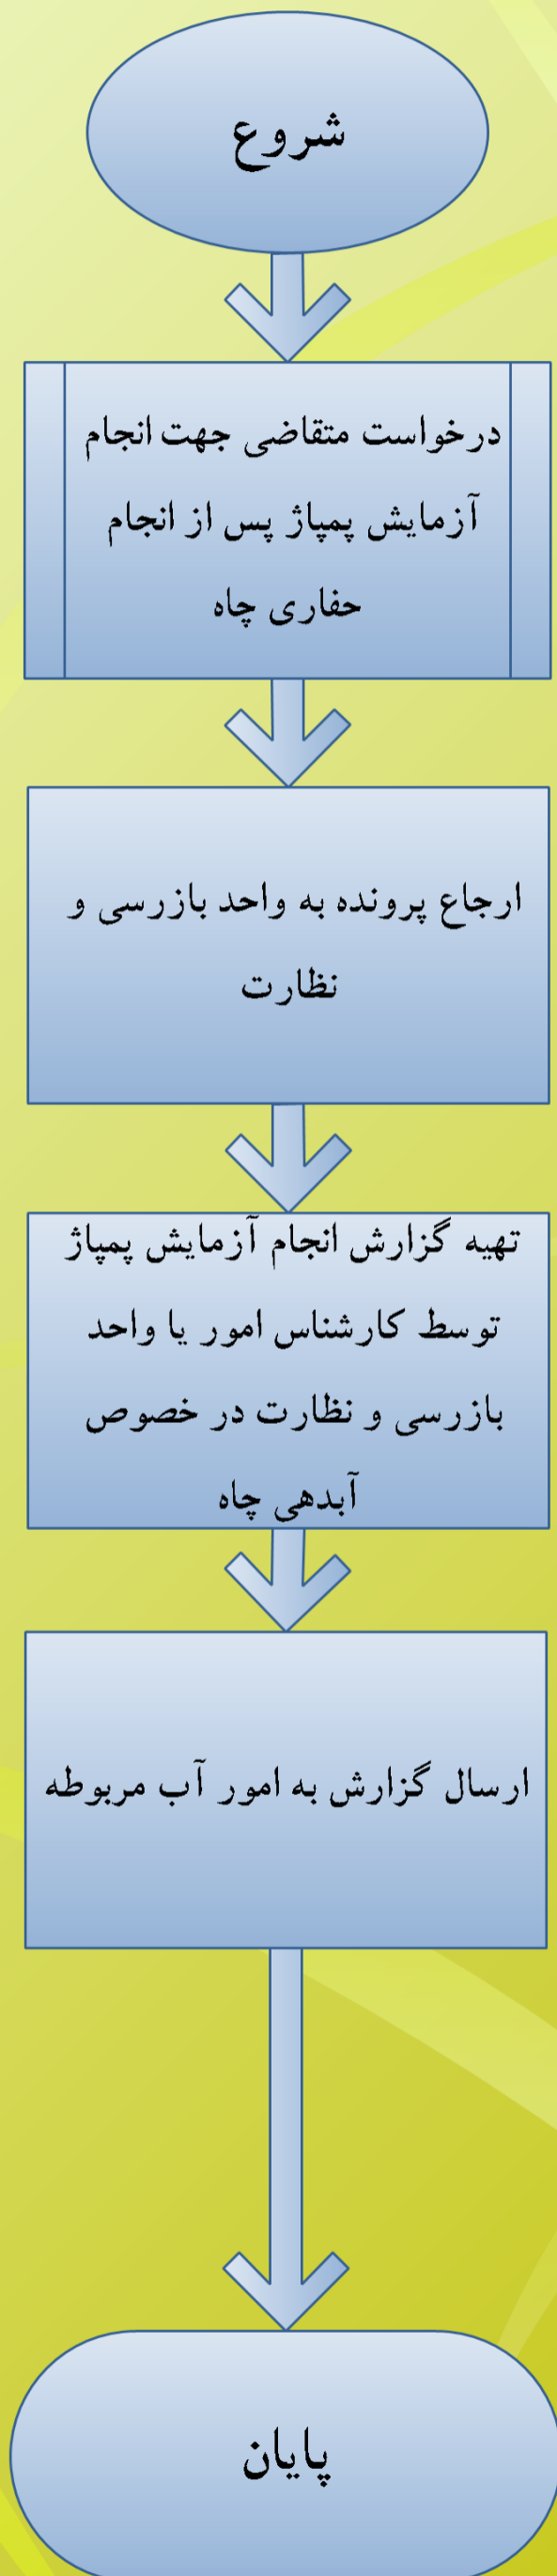 شروع
درخواست متقاضی جهت انجام
آزمایش پمپاژ پس از انجام
حفاری چاه
ارجاع پرونده به واحد بازرسی و
نظارت
تهیه گزارش انجام آزمایش پمپاژ
توسط کارشناس امور یا واحد
بازرسی و نظارت در خصوص
آبدهی چاه
ارسال گزارش به امور آب مربوطه
پایان